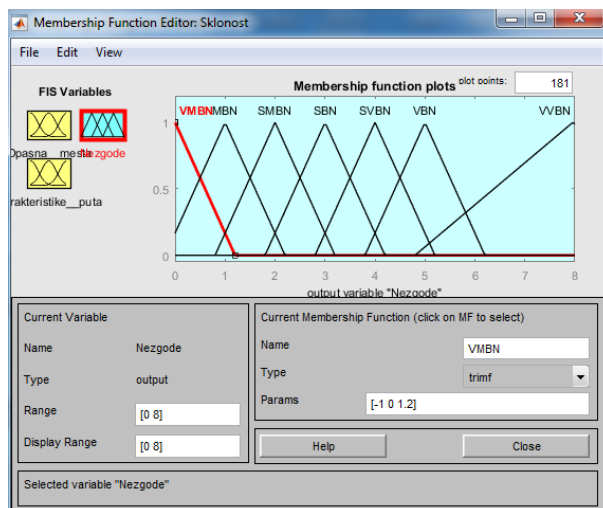 Membership Function Editor: Sklonost
File Edit View
FIS Variables
Membership function plots plot points: 181
VMBN MBN SMBN SBN SVBN VBN VVBN
1
0.5
0
0 1 2 3 4 5 6 7 8
output variable "Nezgode"
Opasna__mesta
Nezgode
rakteristike__puta
Current Variable
Name Nezgode
Type output
Range [0 8]
Display Range [0 8]
Current Membership Function (click on MF to select)
Name VMBN
Type trimf
Params [-1 0 1.2]
Help Close
Selected variable "Nezgode"